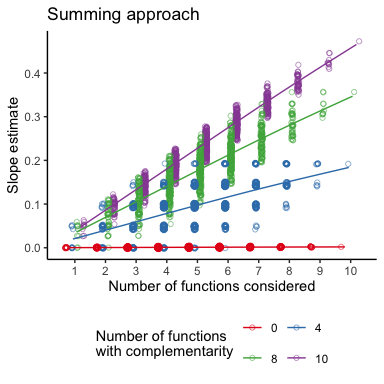 Summing approach
Slope estimate
0.4
0.3
0.2
0.1
0.0
1 2 3 4 5 6 7 8 9 10
Number of functions considered
Number of functions
with complementarity
0 4
8 10